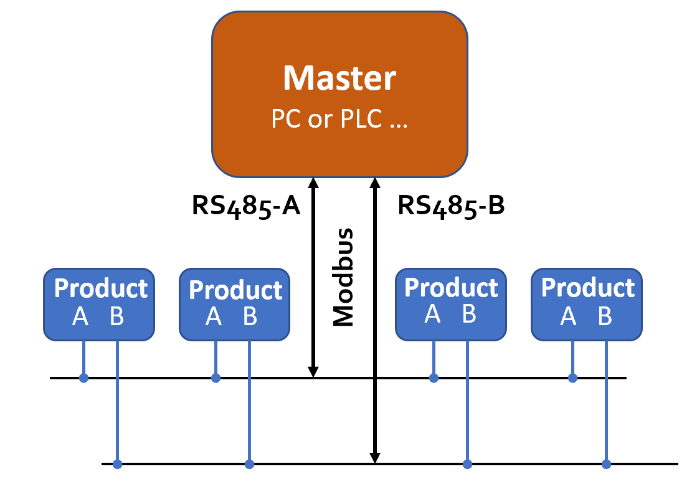 Master
PC or PLC ...
RS485-A
RS485-B
Modbus
Product
A B
Product
A B
Product
A B
Product
A B